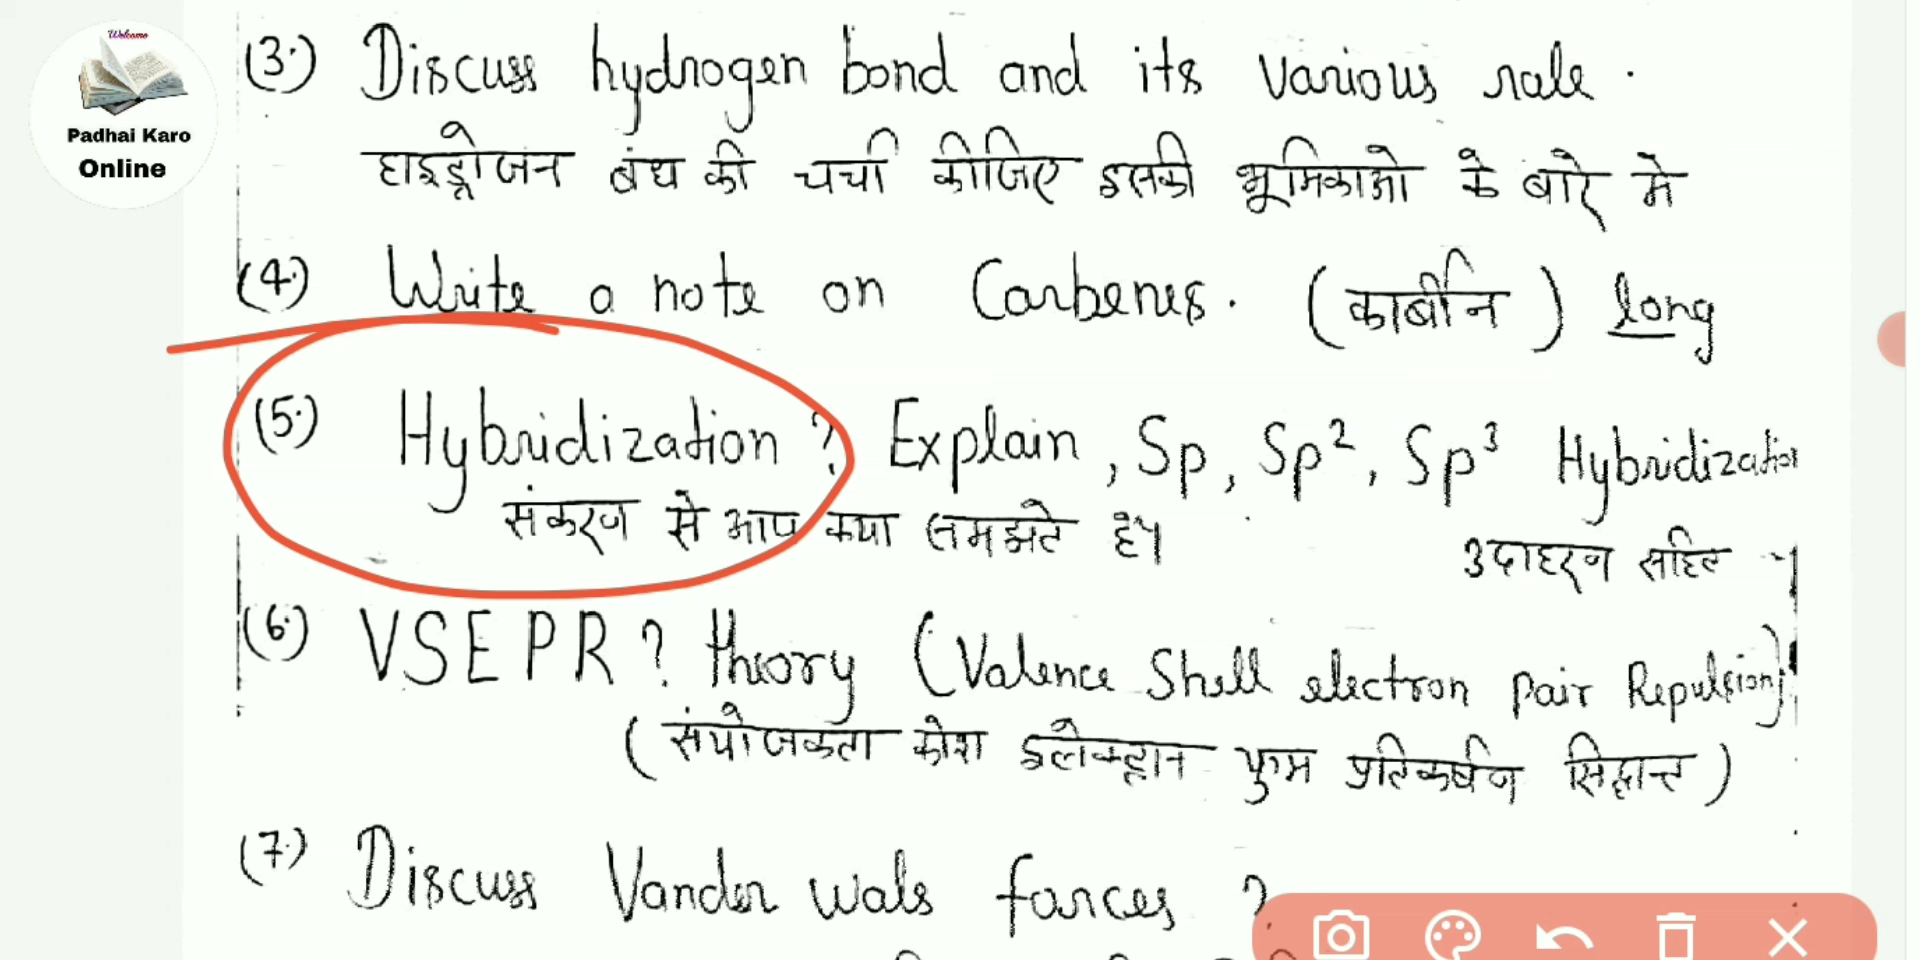 Welcome
Padhai Karo
Online
(3.) Discuss hydrogen bond and its various role.
हाइड्रोजन बंध की चर्चा कीजिए इसकी भूमिकाओ के बारे मे
(4.) Write a note on Carbenes. (कार्बीन) long
(5.) Hybridization? Explain, Sp, Sp², Sp³ Hybridization
संकरण से आप क्या समझते है। उदाहरण सहित
(6.) VSEPR? theory (Valence Shell electron pair Repulsion)
(संयोजकता कोश इलेक्ट्रान युग्म प्रतिकर्षण सिद्धान्त)
(7.) Discuss Vander wals forces?